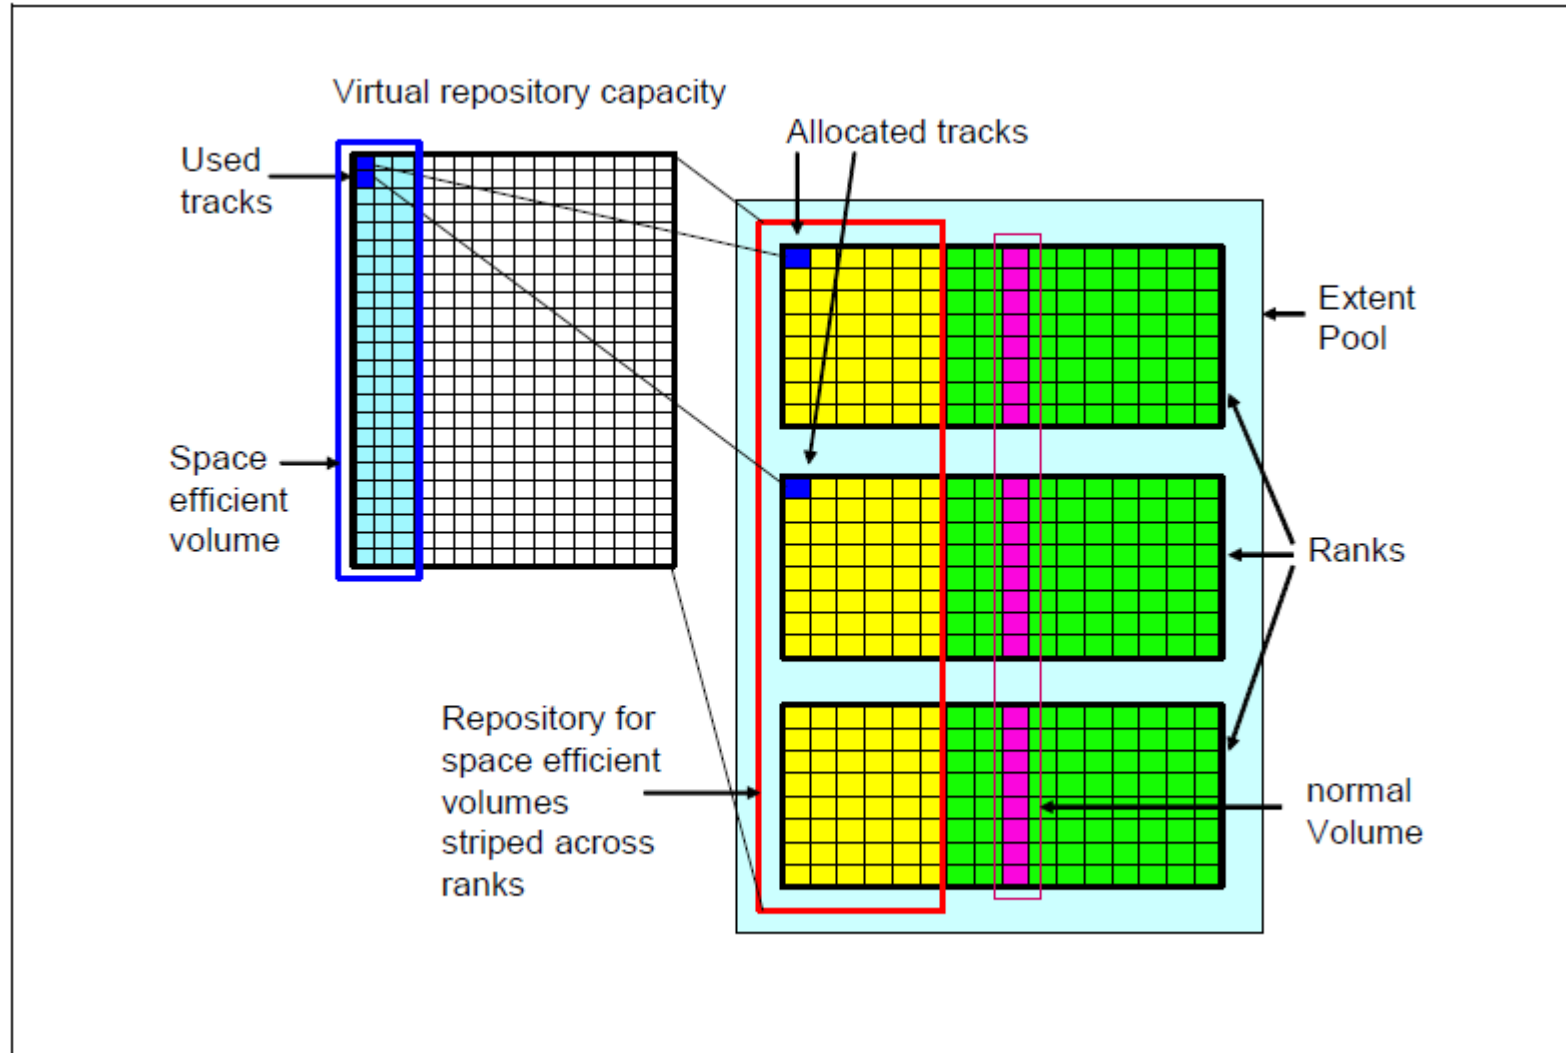 Virtual repository capacity
Allocated tracks
Used
tracks
Extent
Pool
Space
efficient
volume
Ranks
Repository for
space efficient
volumes
striped across
ranks
normal
Volume